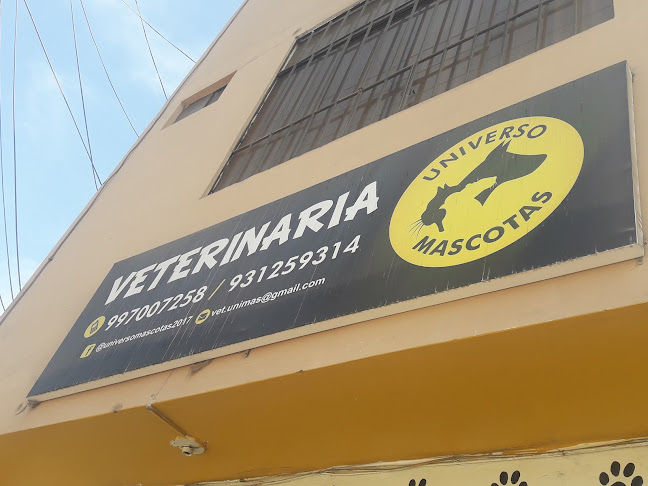 VETERINARIA
997007258 / 931259314
@universomascotas2017 vet.unimas@gmail.com
UNIVERSO
MASCOTAS